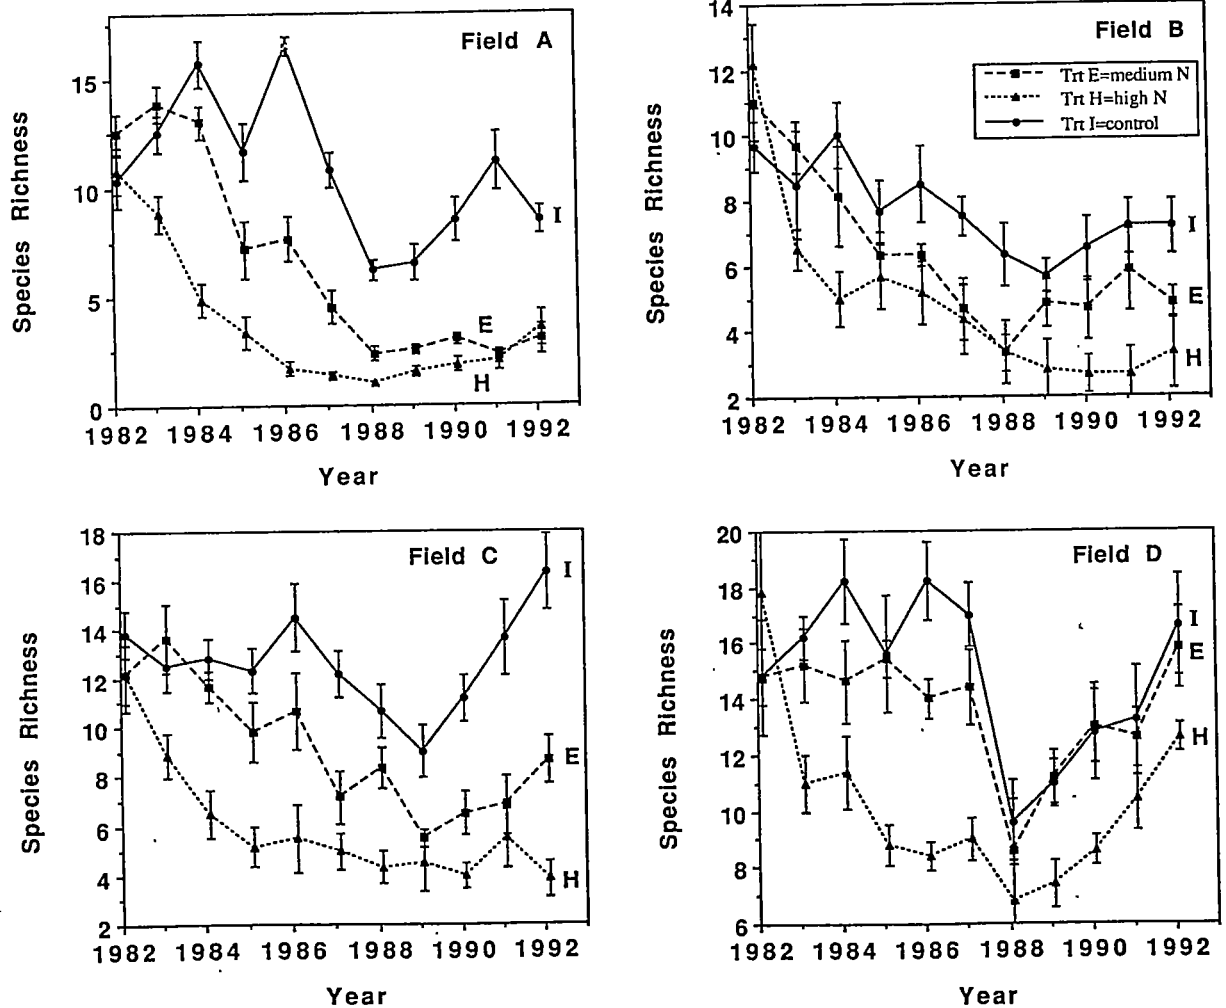 Field A
15
10
5
0
Species Richness
I
E
H
1982 1984 1986 1988 1990 1992
Year
Field B
14
12
10
8
6
4
2
Species Richness
Trt E=medium N
Trt H=high N
Trt I=control
I
E
H
1982 1984 1986 1988 1990 1992
Year
Field C
18
16
14
12
10
8
6
4
2
Species Richness
I
E
H
1982 1984 1986 1988 1990 1992
Year
Field D
20
18
16
14
12
10
8
6
Species Richness
I
E
H
1982 1984 1986 1988 1990 1992
Year